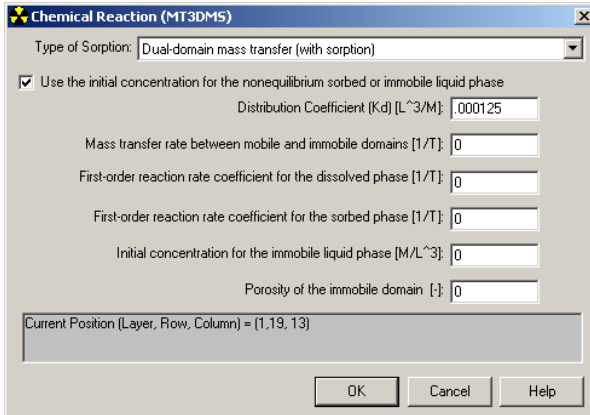 Chemical Reaction (MT3DMS)
Type of Sorption: Dual-domain mass transfer (with sorption)
Use the initial concentration for the nonequilibrium sorbed or immobile liquid phase
Distribution Coefficient (Kd) [L^3/M]: .000125
Mass transfer rate between mobile and immobile domains [1/T]: 0
First-order reaction rate coefficient for the dissolved phase [1/T]: 0
First-order reaction rate coefficient for the sorbed phase [1/T]: 0
Initial concentration for the immobile liquid phase [M/L^3]: 0
Porosity of the immobile domain [-]: 0
Current Position (Layer, Row, Column) = (1,19, 13)
OK Cancel Help